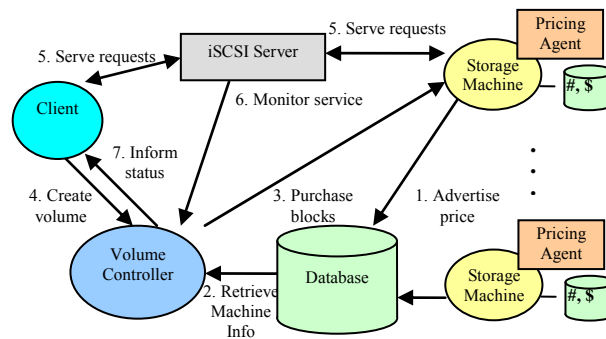 5. Serve requests
Pricing
Agent
5. Serve requests
iSCSI Server
Storage
Machine
#, $
6. Monitor service
Client
7. Inform
status
4. Create
volume
3. Purchase
blocks
1. Advertise
price
Volume
Controller
Database
Pricing
Agent
Storage
Machine
#, $
2. Retrieve
Machine
Info